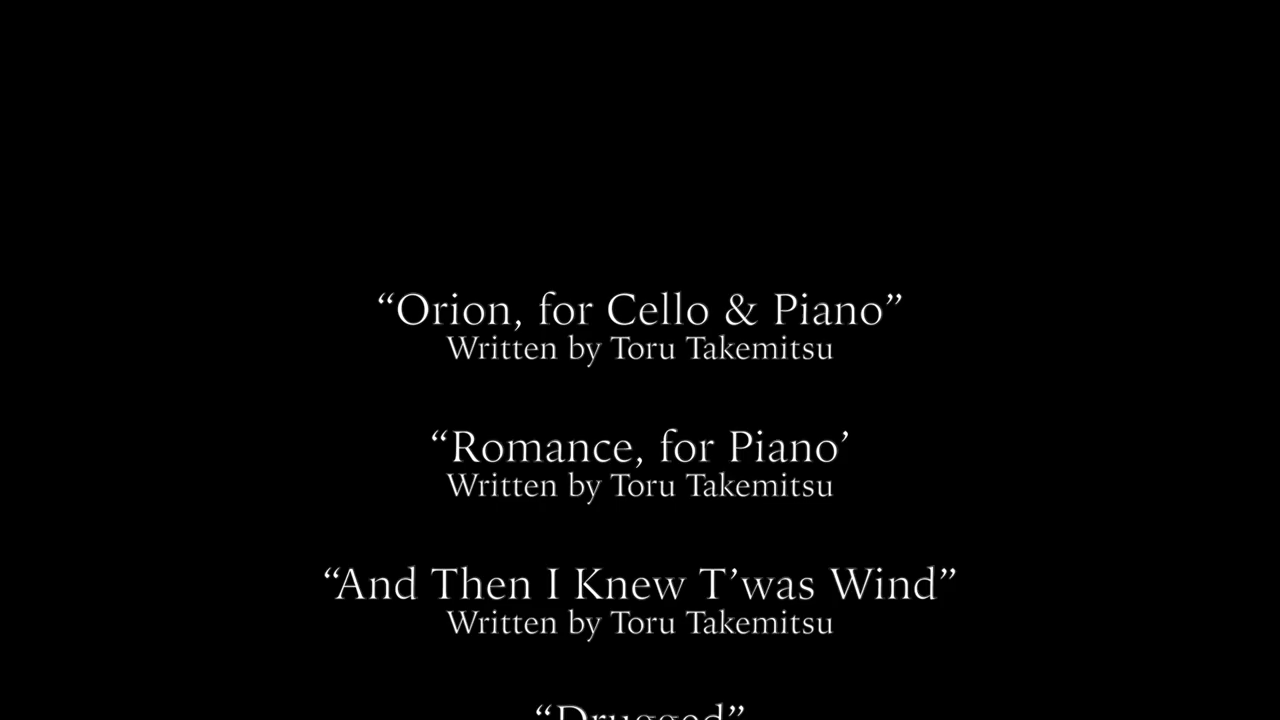 “Orion, for Cello & Piano”
Written by Toru Takemitsu
“Romance, for Piano’
Written by Toru Takemitsu
“And Then I Knew T’was Wind”
Written by Toru Takemitsu
“Drugged”